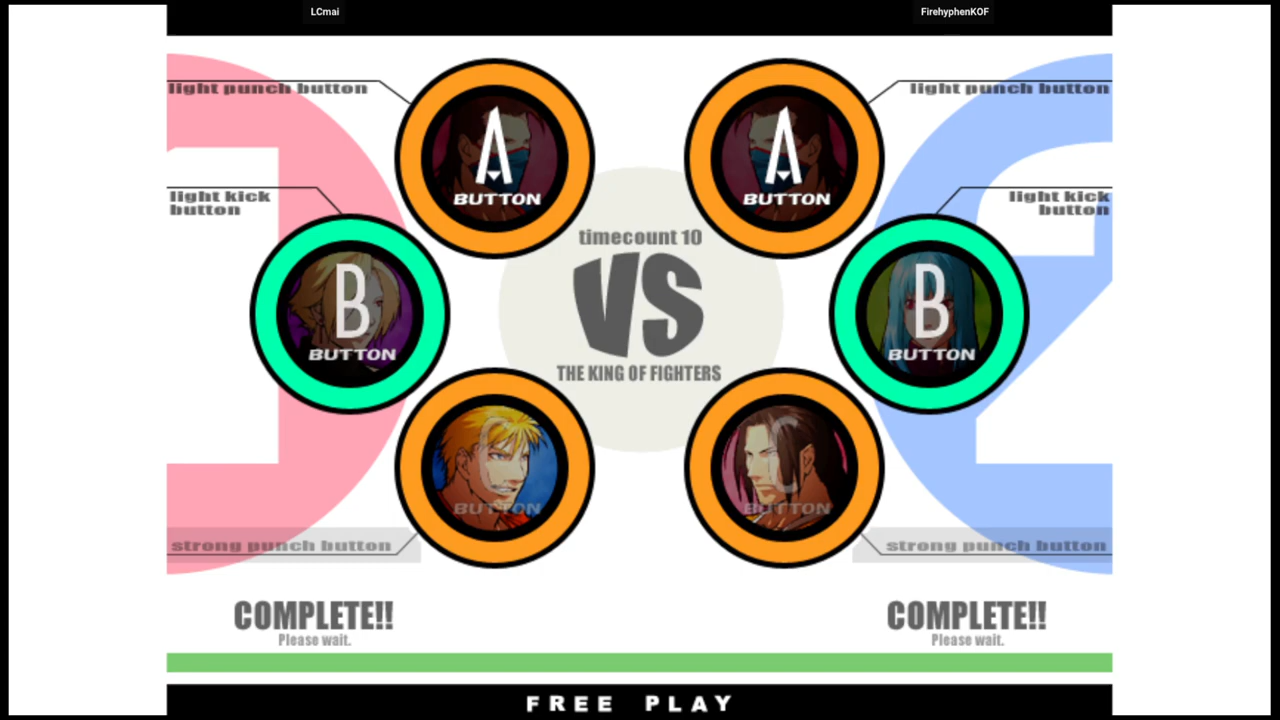 LCmai
FirehyphenKOF
light punch button
light punch button
A
BUTTON
A
BUTTON
light kick
button
light kick
button
timecount 10
VS
THE KING OF FIGHTERS
B
BUTTON
B
BUTTON
C
BUTTON
C
BUTTON
strong punch button
strong punch button
COMPLETE!!
Please wait.
COMPLETE!!
Please wait.
FREE PLAY
1
2